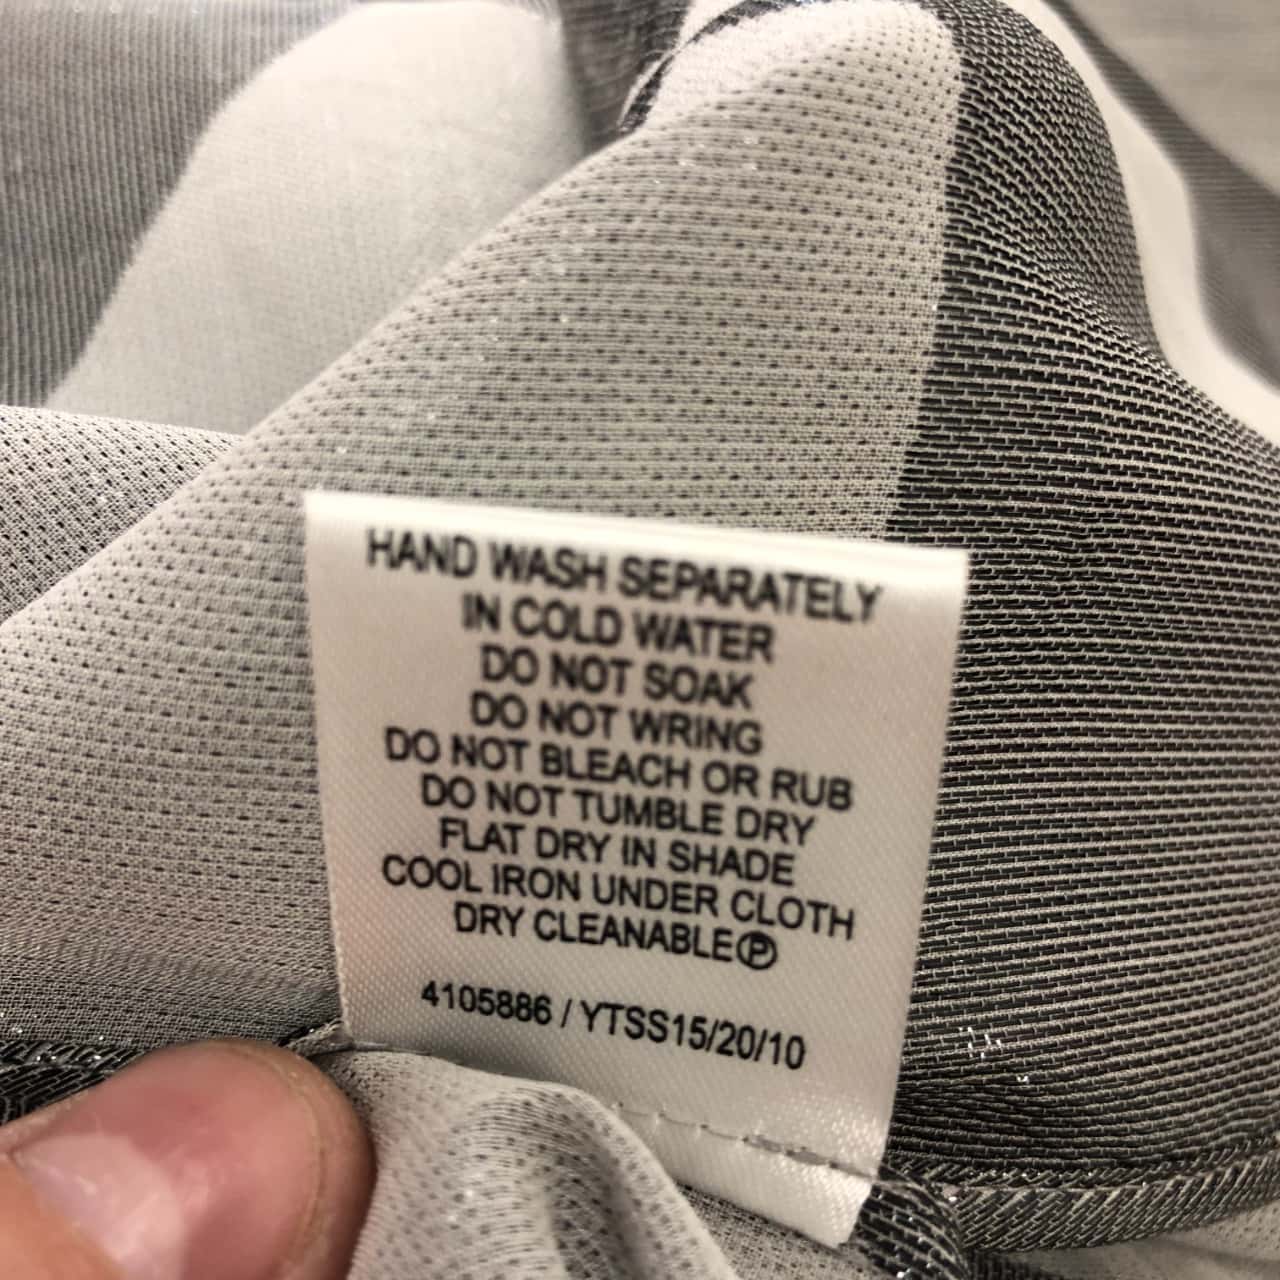 HAND WASH SEPARATELY
IN COLD WATER
DO NOT SOAK
DO NOT WRING
DO NOT BLEACH OR RUB
DO NOT TUMBLE DRY
FLAT DRY IN SHADE
COOL IRON UNDER CLOTH
DRY CLEANABLE Ⓟ
4105886 / YTSS15/20/10